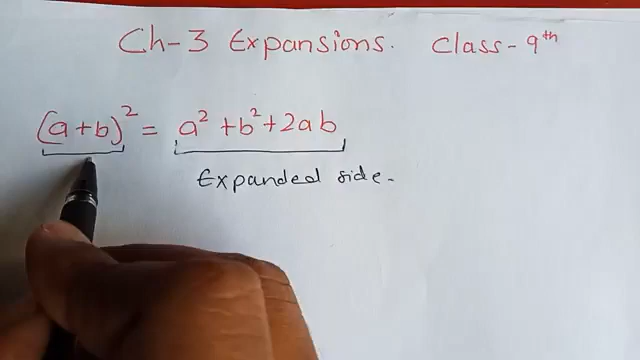 Ch-3 Expansions. Class-9th
(a+b)² = a² + b² + 2ab
Expanded side.